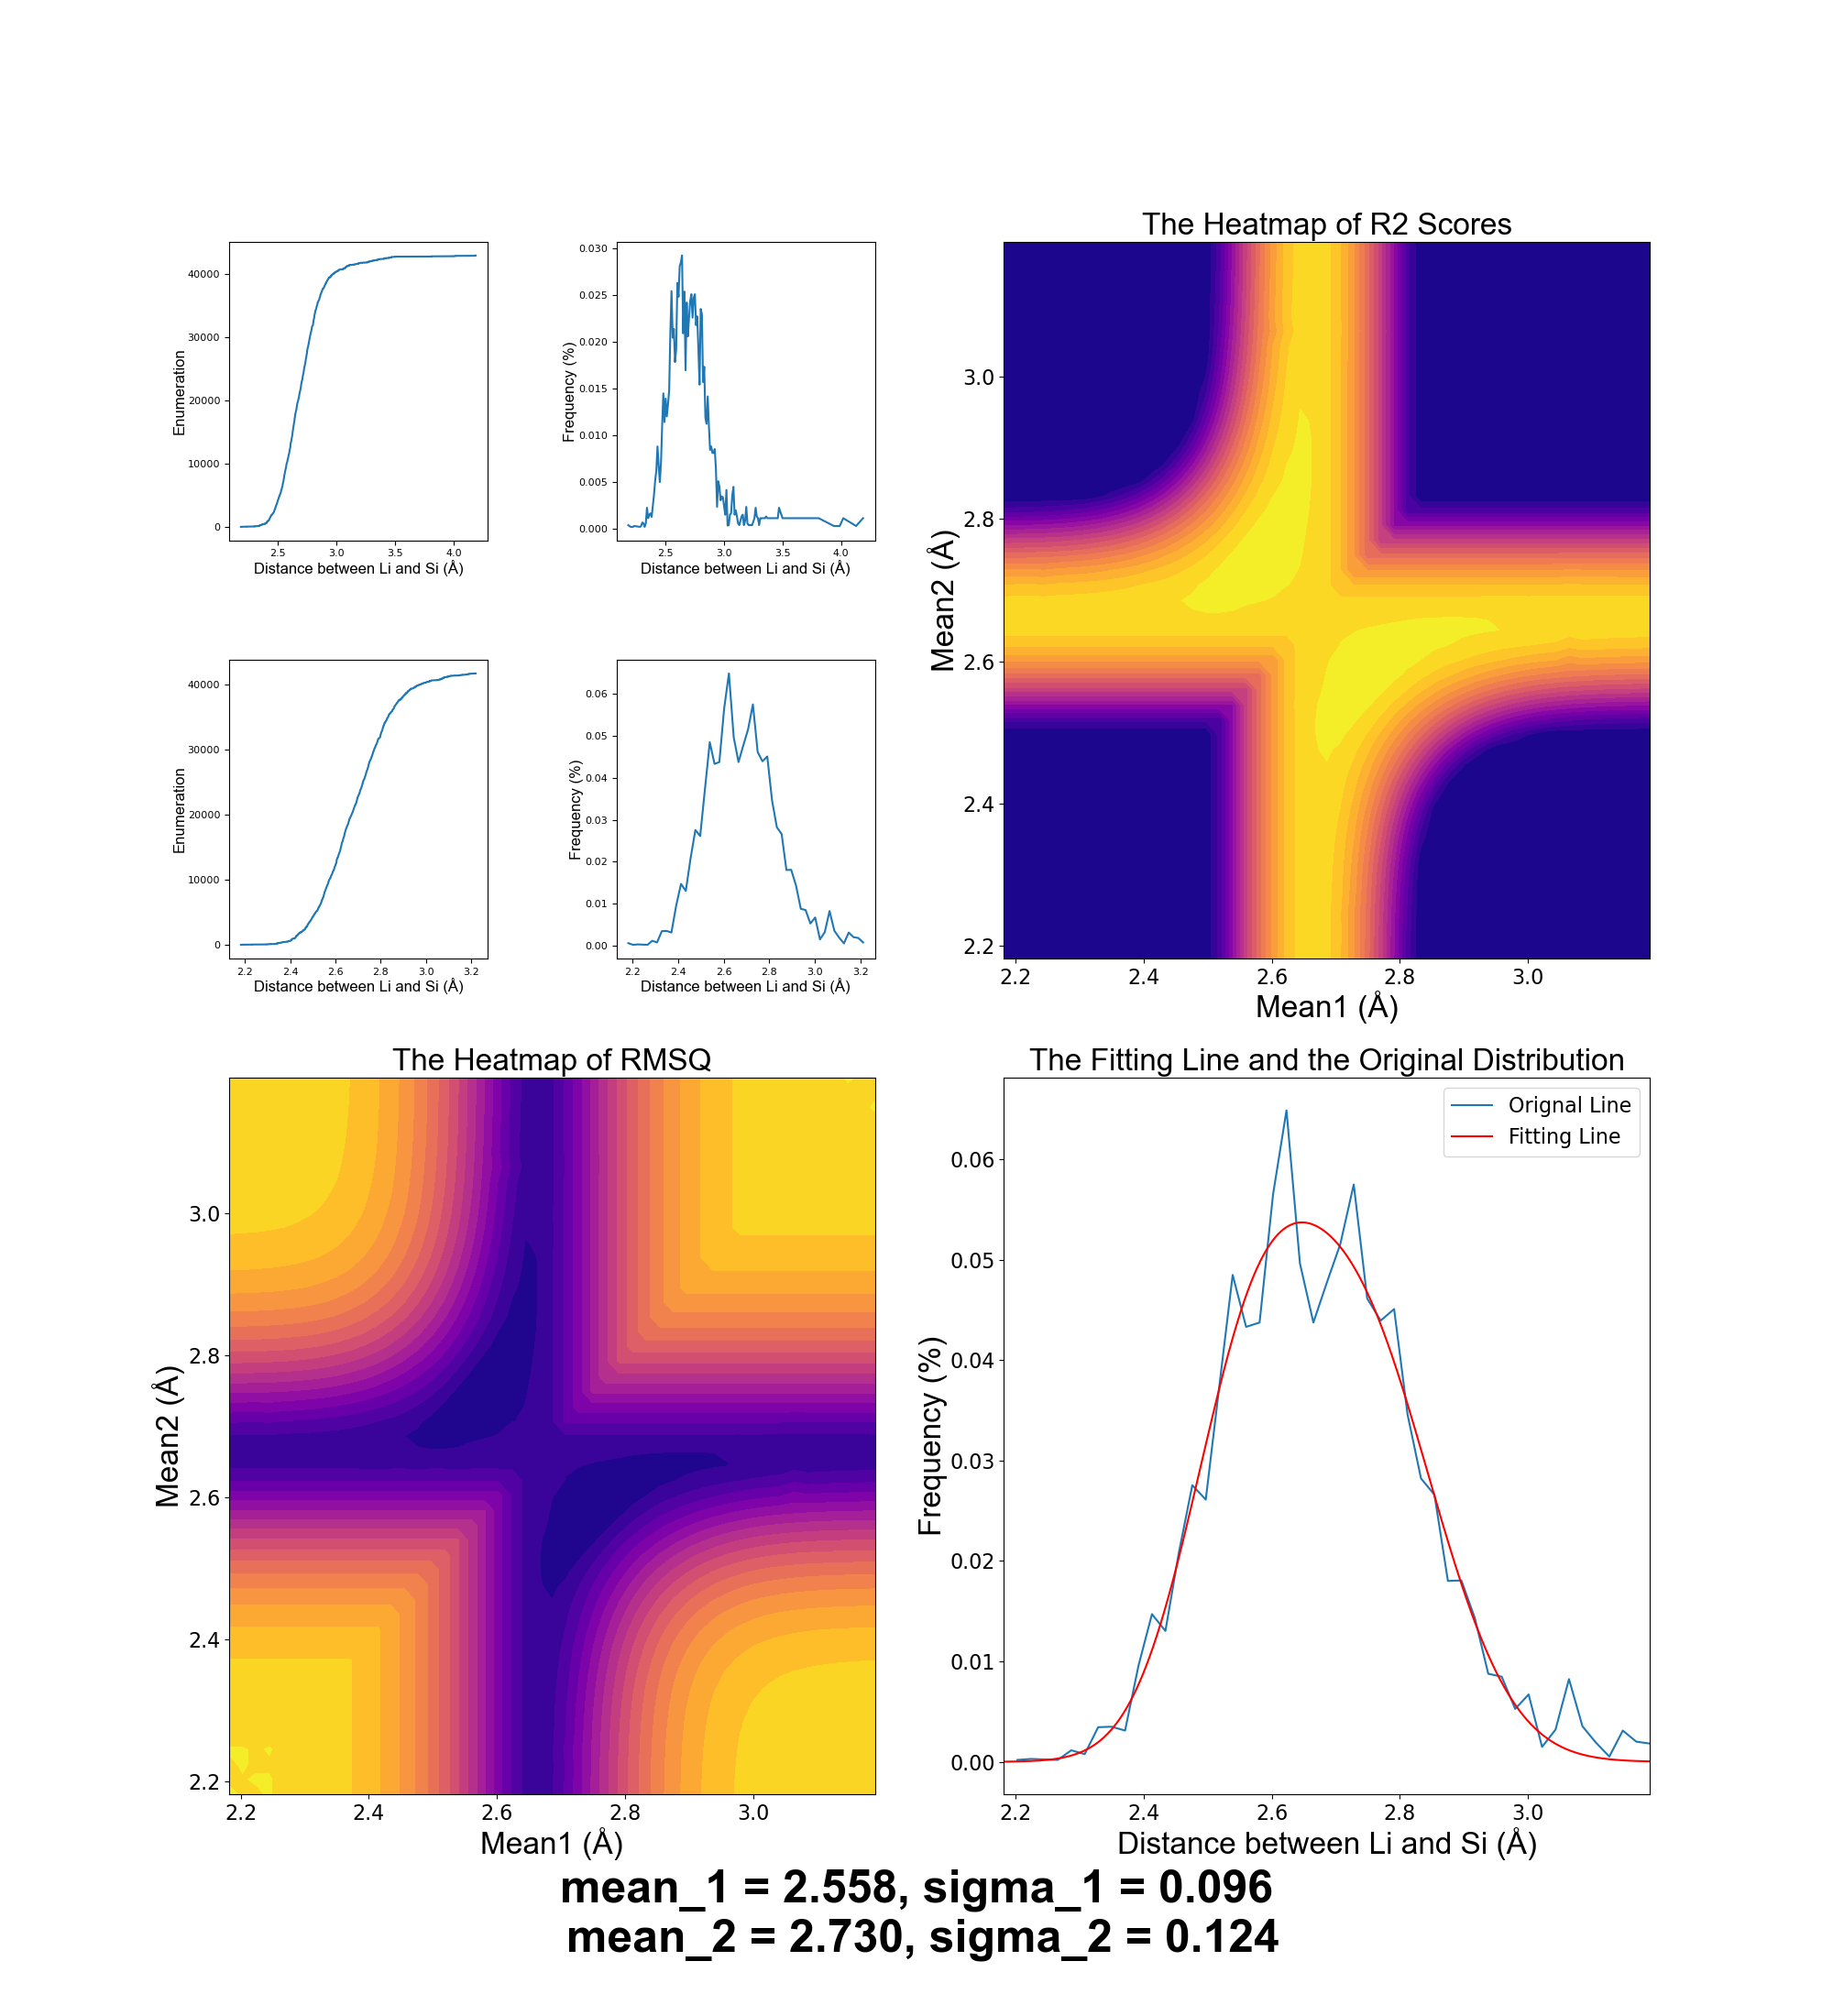 The Heatmap of R2 Scores
40000
30000
20000
10000
0
Enumeration
2.5 3.0 3.5 4.0
Distance between Li and Si (Å)
0.030
0.025
0.020
0.015
0.010
0.005
0.000
Frequency (%)
2.5 3.0 3.5 4.0
Distance between Li and Si (Å)
3.0
2.8
2.6
2.4
2.2
Mean2 (Å)
2.2 2.4 2.6 2.8 3.0
Mean1 (Å)
40000
30000
20000
10000
0
Enumeration
2.2 2.4 2.6 2.8 3.0 3.2
Distance between Li and Si (Å)
0.06
0.05
0.04
0.03
0.02
0.01
0.00
Frequency (%)
2.2 2.4 2.6 2.8 3.0 3.2
Distance between Li and Si (Å)
The Heatmap of RMSQ
3.0
2.8
2.6
2.4
2.2
Mean2 (Å)
2.2 2.4 2.6 2.8 3.0
Mean1 (Å)
The Fitting Line and the Original Distribution
Orignal Line
Fitting Line
0.06
0.05
0.04
0.03
0.02
0.01
0.00
Frequency (%)
2.2 2.4 2.6 2.8 3.0
Distance between Li and Si (Å)
mean_1 = 2.558, sigma_1 = 0.096
mean_2 = 2.730, sigma_2 = 0.124